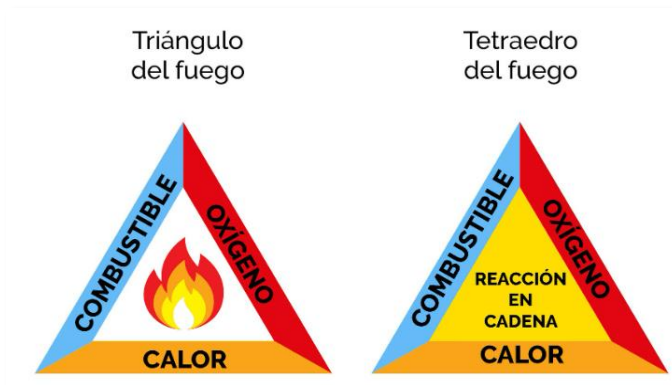 Triángulo
del fuego
COMBUSTIBLE
OXÍGENO
CALOR
Tetraedro
del fuego
COMBUSTIBLE
OXÍGENO
REACCIÓN
EN
CADENA
CALOR